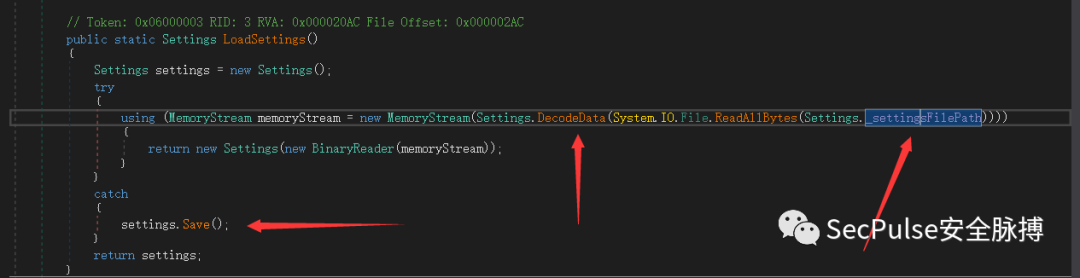 // Token: 0x06000003 RID: 3 RVA: 0x000020AC File Offset: 0x000002AC
public static Settings LoadSettings()
{
Settings settings = new Settings();
try
{
using (MemoryStream memoryStream = new MemoryStream(Settings.DecodeData(System.IO.File.ReadAllBytes(Settings._settingsFilePath))))
{
return new Settings(new BinaryReader(memoryStream));
}
}
catch
{
settings.Save();
}
return settings;
}
SecPulse安全脉搏